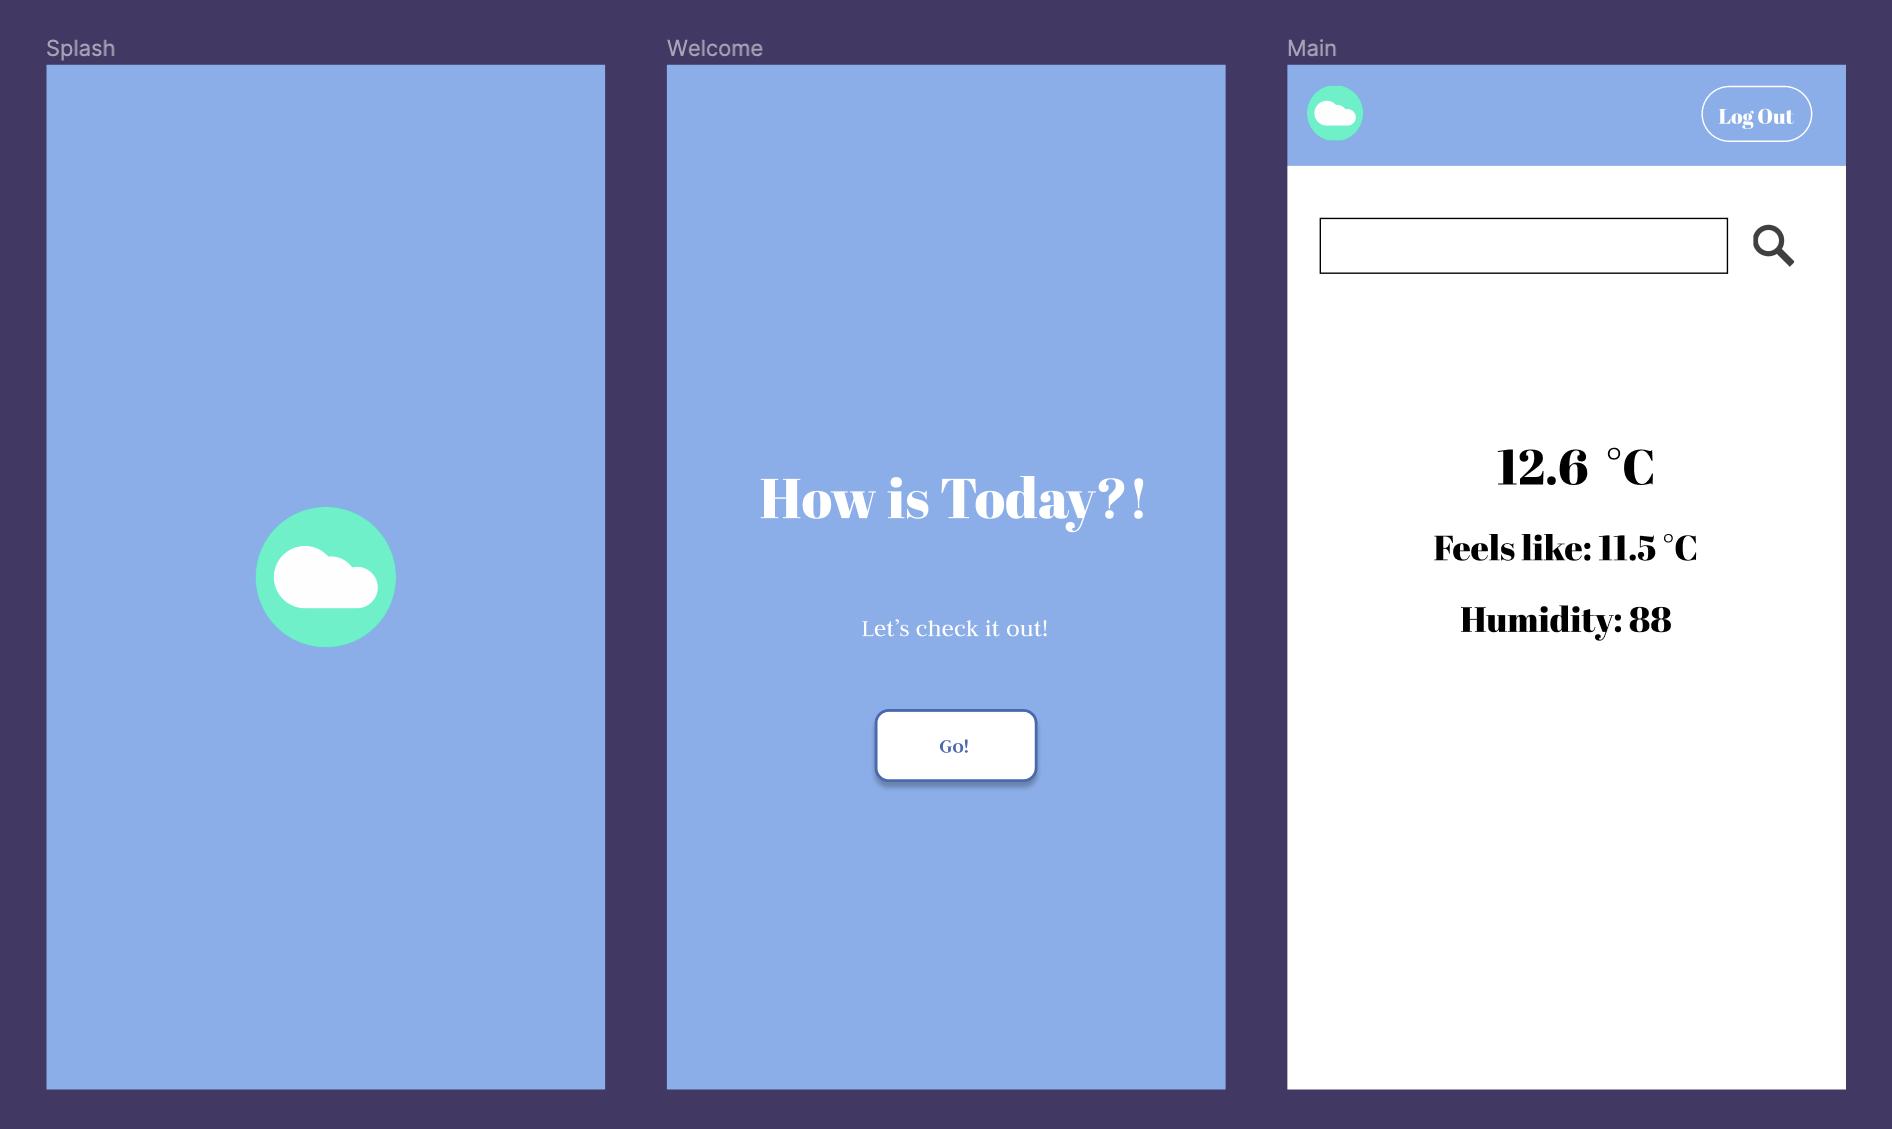 Splash
Welcome
How is Today?!
Let’s check it out!
Go!
Main
Log Out
12.6 °C
Feels like: 11.5 °C
Humidity: 88